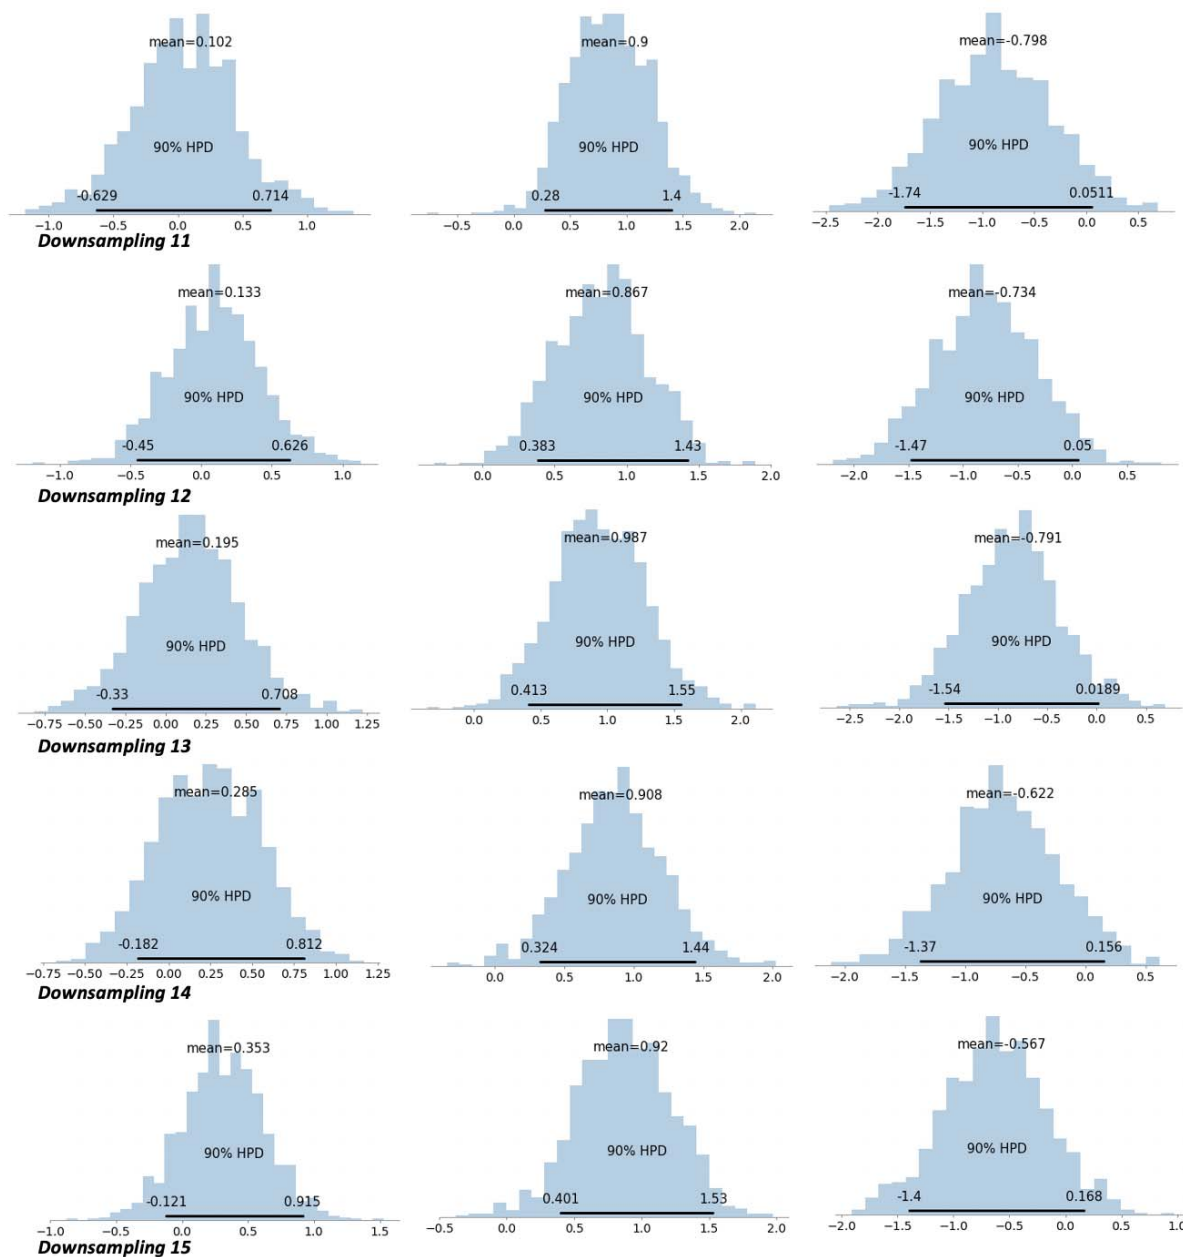 mean=0.102 mean=0.9 mean=-0.798
90% HPD 90% HPD 90% HPD
-0.629 0.714 0.28 1.4 -1.74 0.0511
−1.0 −0.5 0.0 0.5 1.0 −0.5 0.0 0.5 1.0 1.5 2.0 −2.5 −2.0 −1.5 −1.0 −0.5 0.0 0.5
Downsampling 11
mean=0.133 mean=0.867 mean=-0.734
90% HPD 90% HPD 90% HPD
-0.45 0.626 0.383 1.43 -1.47 0.05
−1.0 −0.5 0.0 0.5 1.0 0.0 0.5 1.0 1.5 2.0 −2.0 −1.5 −1.0 −0.5 0.0 0.5
Downsampling 12
mean=0.195 mean=0.987 mean=-0.791
90% HPD 90% HPD 90% HPD
-0.33 0.708 0.413 1.55 -1.54 0.0189
−0.75 −0.50 −0.25 0.00 0.25 0.50 0.75 1.00 1.25 0.0 0.5 1.0 1.5 2.0 −2.5 −2.0 −1.5 −1.0 −0.5 0.0 0.5
Downsampling 13
mean=0.285 mean=0.908 mean=-0.622
90% HPD 90% HPD 90% HPD
-0.182 0.812 0.324 1.44 -1.37 0.156
−0.75 −0.50 −0.25 0.00 0.25 0.50 0.75 1.00 1.25 0.0 0.5 1.0 1.5 2.0 −2.0 −1.5 −1.0 −0.5 0.0 0.5
Downsampling 14
mean=0.353 mean=0.92 mean=-0.567
90% HPD 90% HPD 90% HPD
-0.121 0.915 0.401 1.53 -1.4 0.168
−1.0 −0.5 0.0 0.5 1.0 1.5 −0.5 0.0 0.5 1.0 1.5 2.0 −2.0 −1.5 −1.0 −0.5 0.0 0.5 1.0
Downsampling 15